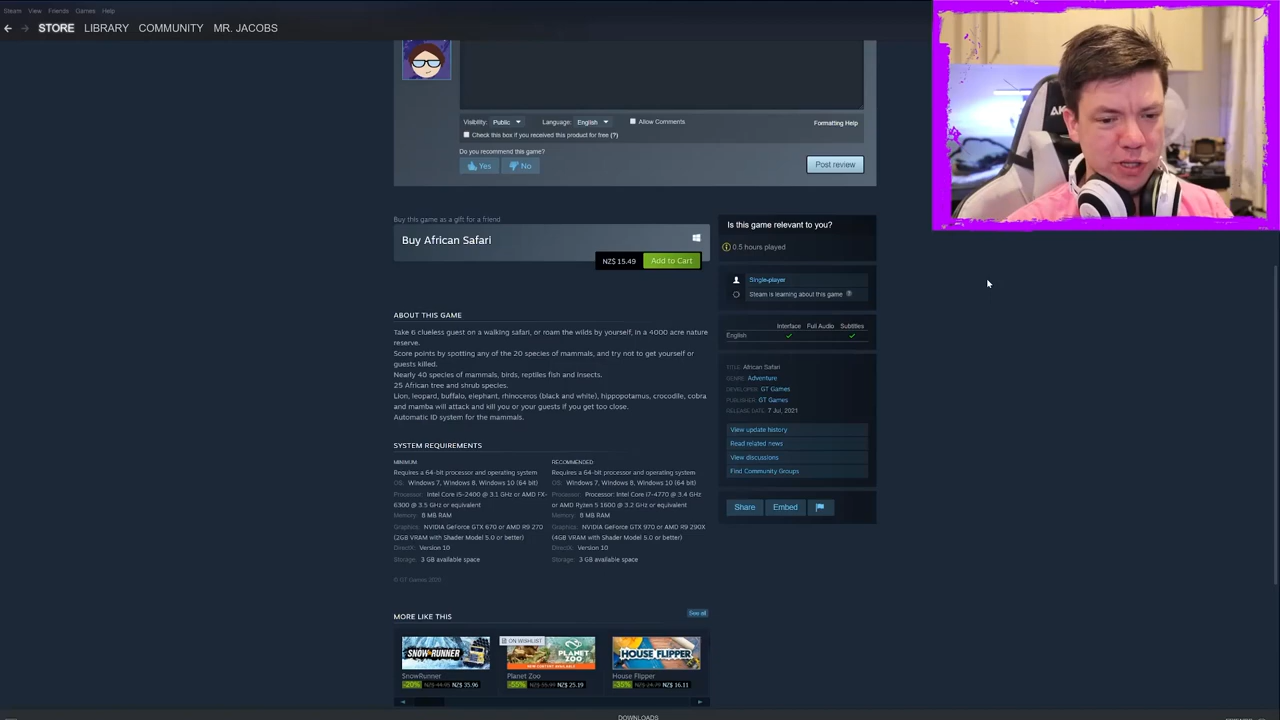 Steam View Friends Games Help
STORE LIBRARY COMMUNITY MR. JACOBS
Visibility: Public Language: English Allow Comments Formatting Help
Check this box if you received this product for free (?)
Do you recommend this game?
Yes No Post review
Buy this game as a gift for a friend
Buy African Safari
NZ$ 15.49 Add to Cart
Is this game relevant to you?
0.5 hours played
Single-player
Steam is learning about this game ?
Interface Full Audio Subtitles
English ✓ ✓
TITLE: African Safari
GENRE: Adventure
DEVELOPER: GT Games
PUBLISHER: GT Games
RELEASE DATE: 7 Jul, 2021
View update history
Read related news
View discussions
Find Community Groups
Share Embed
ABOUT THIS GAME
Take 6 clueless guest on a walking safari, or roam the wilds by yourself, in a 4000 acre nature
reserve.
Score points by spotting any of the 20 species of mammals, and try not to get yourself or
guests killed.
Nearly 40 species of mammals, birds, reptiles fish and insects.
25 African tree and shrub species.
Lion, leopard, buffalo, elephant, rhinoceros (black and white), hippopotamus, crocodile, cobra
and mamba will attack and kill you or your guests if you get too close.
Automatic ID system for the mammals.
SYSTEM REQUIREMENTS
MINIMUM:
Requires a 64-bit processor and operating system
OS: Windows 7, Windows 8, Windows 10 (64 bit)
Processor: Intel Core i5-2400 @ 3.1 GHz or AMD FX-
6300 @ 3.5 GHz or equivalent
Memory: 8 MB RAM
Graphics: NVIDIA GeForce GTX 670 or AMD R9 270
(2GB VRAM with Shader Model 5.0 or better)
DirectX: Version 10
Storage: 3 GB available space
RECOMMENDED:
Requires a 64-bit processor and operating system
OS: Windows 7, Windows 8, Windows 10 (64 bit)
Processor: Processor: Intel Core i7-4770 @ 3.4 GHz
or AMD Ryzen 5 1600 @ 3.2 GHz or equivalent
Memory: 8 MB RAM
Graphics: NVIDIA GeForce GTX 970 or AMD R9 290X
(4GB VRAM with Shader Model 5.0 or better)
DirectX: Version 10
Storage: 3 GB available space
© GT Games 2020
MORE LIKE THIS See all
SNOWRUNNER
ON WISHLIST
PLANET ZOO
HOUSE FLIPPER
SnowRunner Planet Zoo House Flipper
-20% NZ$ 44.95 NZ$ 35.96 -55% NZ$ 55.99 NZ$ 25.19 -35% NZ$ 24.79 NZ$ 16.11
DOWNLOADS